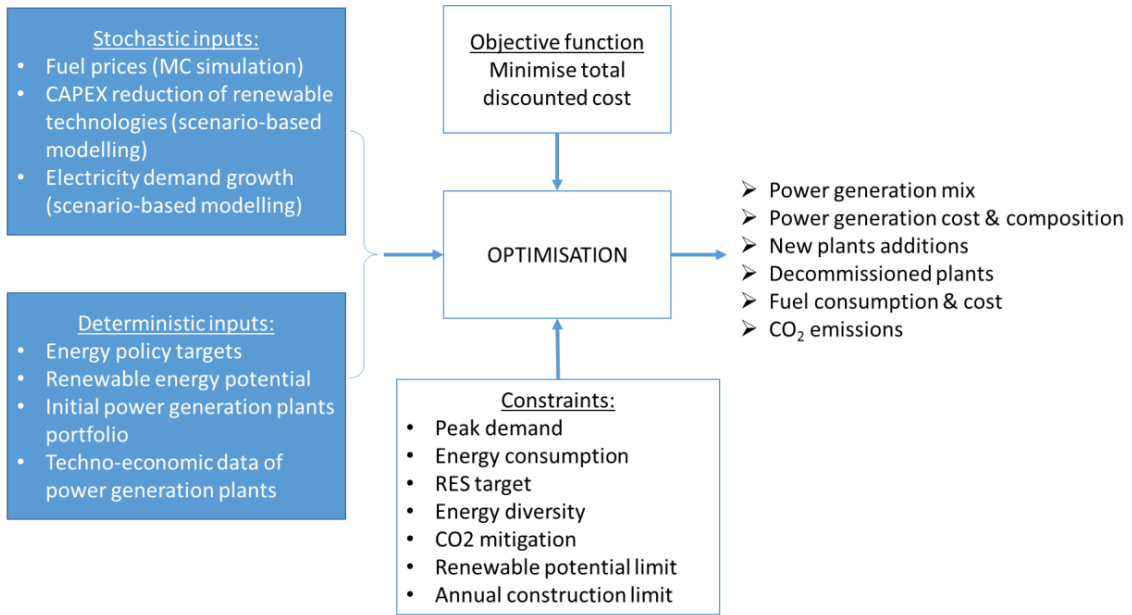 Stochastic inputs:
• Fuel prices (MC simulation)
• CAPEX reduction of renewable
technologies (scenario-based
modelling)
• Electricity demand growth
(scenario-based modelling)
Deterministic inputs:
• Energy policy targets
• Renewable energy potential
• Initial power generation plants
portfolio
• Techno-economic data of
power generation plants
Objective function
Minimise total
discounted cost
OPTIMISATION
Constraints:
• Peak demand
• Energy consumption
• RES target
• Energy diversity
• CO2 mitigation
• Renewable potential limit
• Annual construction limit
➢ Power generation mix
➢ Power generation cost & composition
➢ New plants additions
➢ Decommissioned plants
➢ Fuel consumption & cost
➢ CO₂ emissions